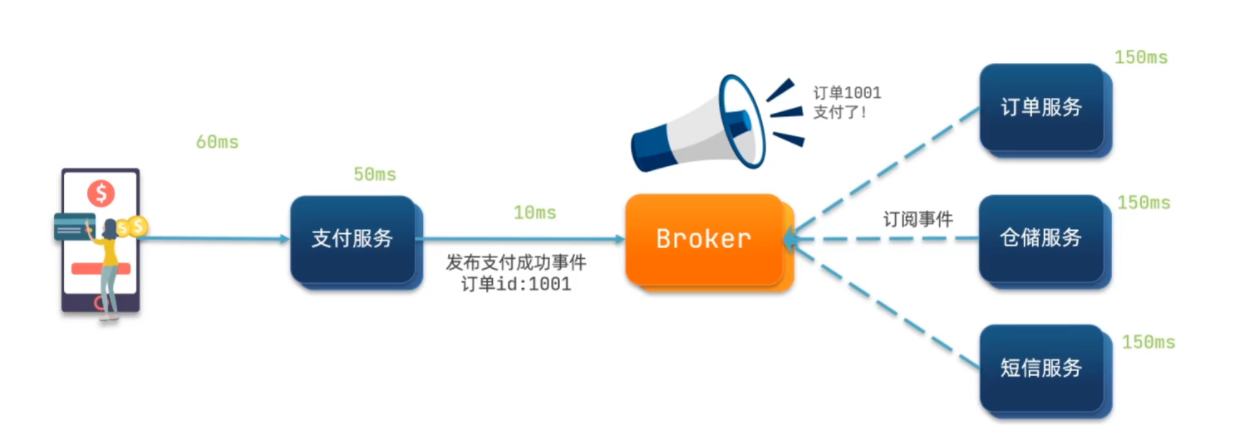 60ms
50ms
支付服务
10ms
发布支付成功事件
订单id:1001
Broker
订单1001
支付了!
订阅事件
150ms
订单服务
150ms
仓储服务
150ms
短信服务